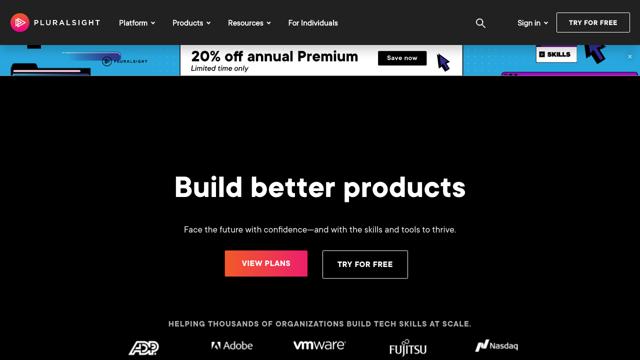 PLURALSIGHT
Platform
Products
Resources
For Individuals
Sign in
TRY FOR FREE
20% off annual Premium
Limited time only
Save now
PLURALSIGHT
SKILLS
Build better products
Face the future with confidence—and with the skills and tools to thrive.
VIEW PLANS
TRY FOR FREE
HELPING THOUSANDS OF ORGANIZATIONS BUILD TECH SKILLS AT SCALE.
ADP
Adobe
vmware
FUJITSU
Nasdaq